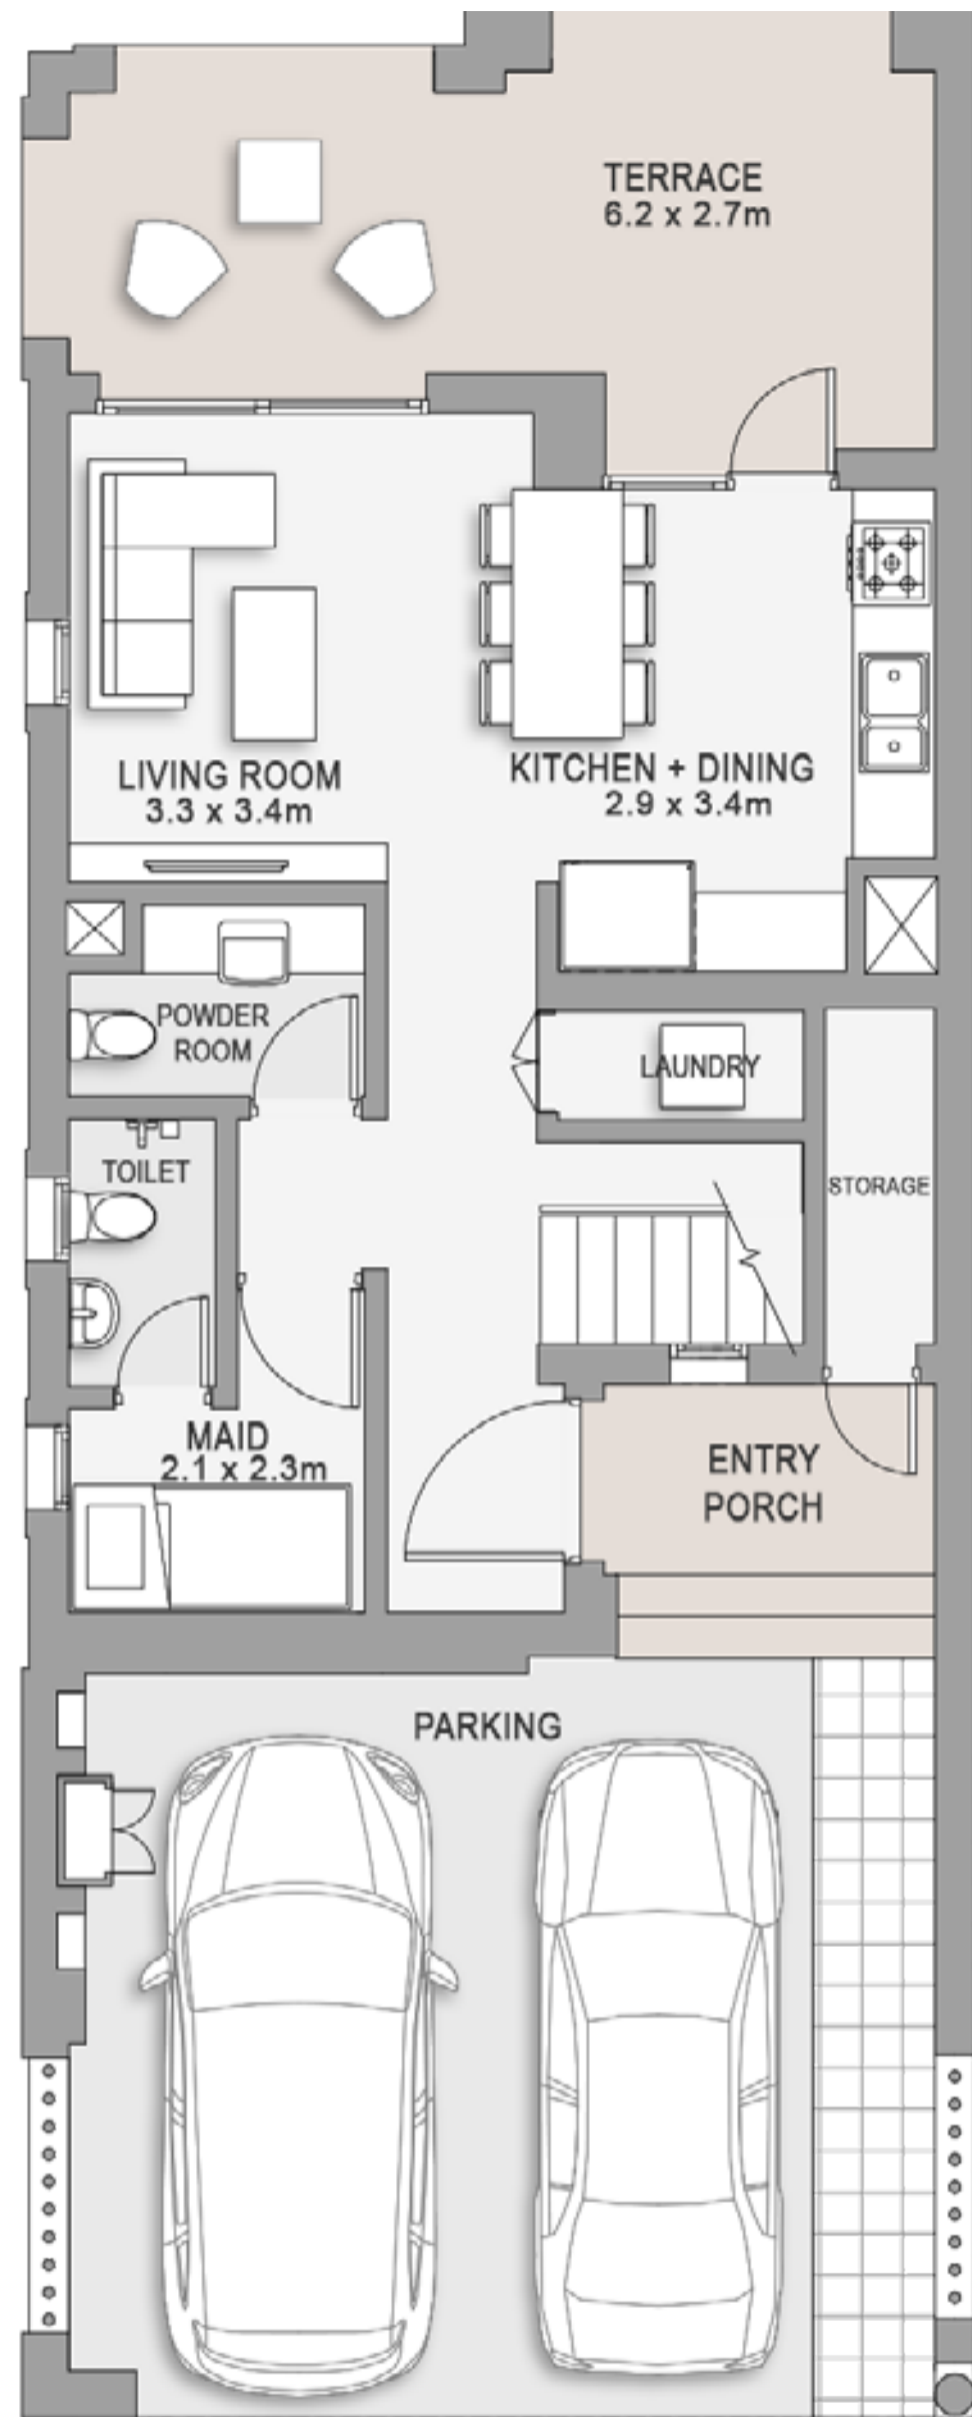 TERRACE
6.2 x 2.7m
LIVING ROOM
3.3 x 3.4m
KITCHEN + DINING
2.9 x 3.4m
POWDER
ROOM
LAUNDRY
TOILET
STORAGE
MAID
2.1 x 2.3m
ENTRY
PORCH
PARKING